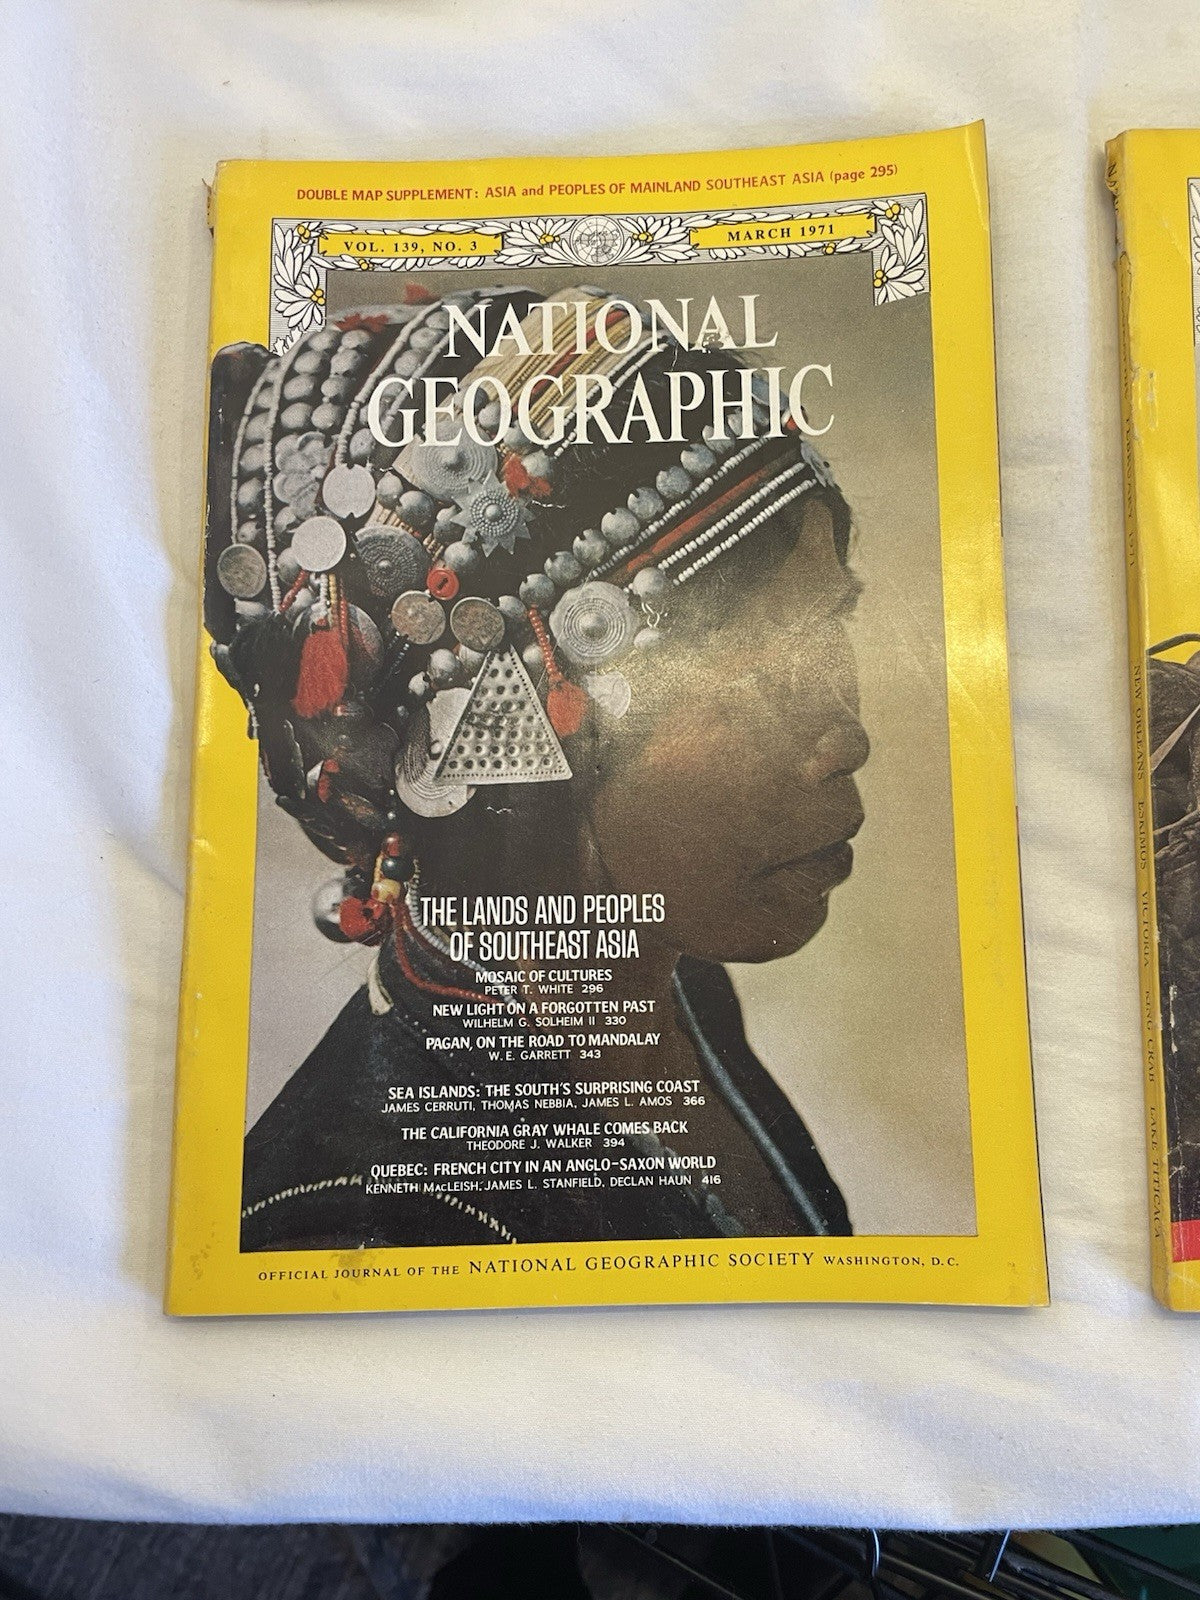 DOUBLE MAP SUPPLEMENT: ASIA and PEOPLES OF MAINLAND SOUTHEAST ASIA (page 295)
VOL. 139, NO. 3
MARCH 1971
NATIONAL
GEOGRAPHIC
THE LANDS AND PEOPLES
OF SOUTHEAST ASIA
MOSAIC OF CULTURES
PETER T. WHITE 296
NEW LIGHT ON A FORGOTTEN PAST
WILHELM G. SOLHEIM II 330
PAGAN, ON THE ROAD TO MANDALAY
W. E. GARRETT 343
SEA ISLANDS: THE SOUTH'S SURPRISING COAST
JAMES CERRUTI, THOMAS NEBBIA, JAMES L. AMOS 366
THE CALIFORNIA GRAY WHALE COMES BACK
THEODORE J. WALKER 394
QUEBEC: FRENCH CITY IN AN ANGLO-SAXON WORLD
KENNETH MacLEISH, JAMES L. STANFIELD, DECLAN HAUN 416
OFFICIAL JOURNAL OF THE NATIONAL GEOGRAPHIC SOCIETY WASHINGTON, D.C.
NEW ORLEANS ESKIMOS VICTORIA KING CRAB LAKE TITICACA